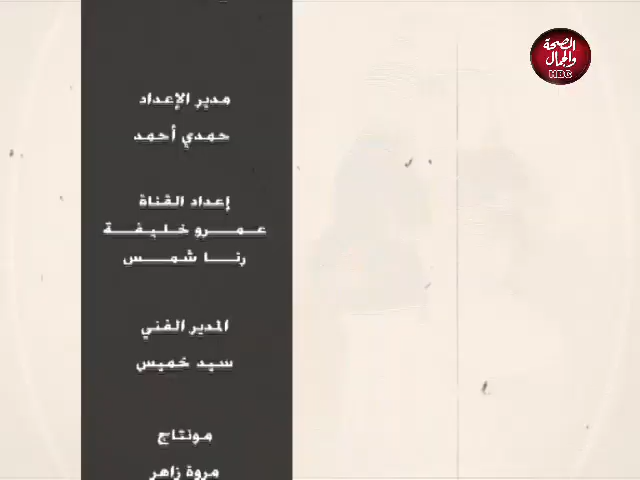 الصحة
والجمال
HBC
مدير الإعداد
حمدي أحمد
إعداد القناة
عمرو خليفة
رنا شمس
المدير الفني
سيد خميس
مونتاج
مروة زاهر